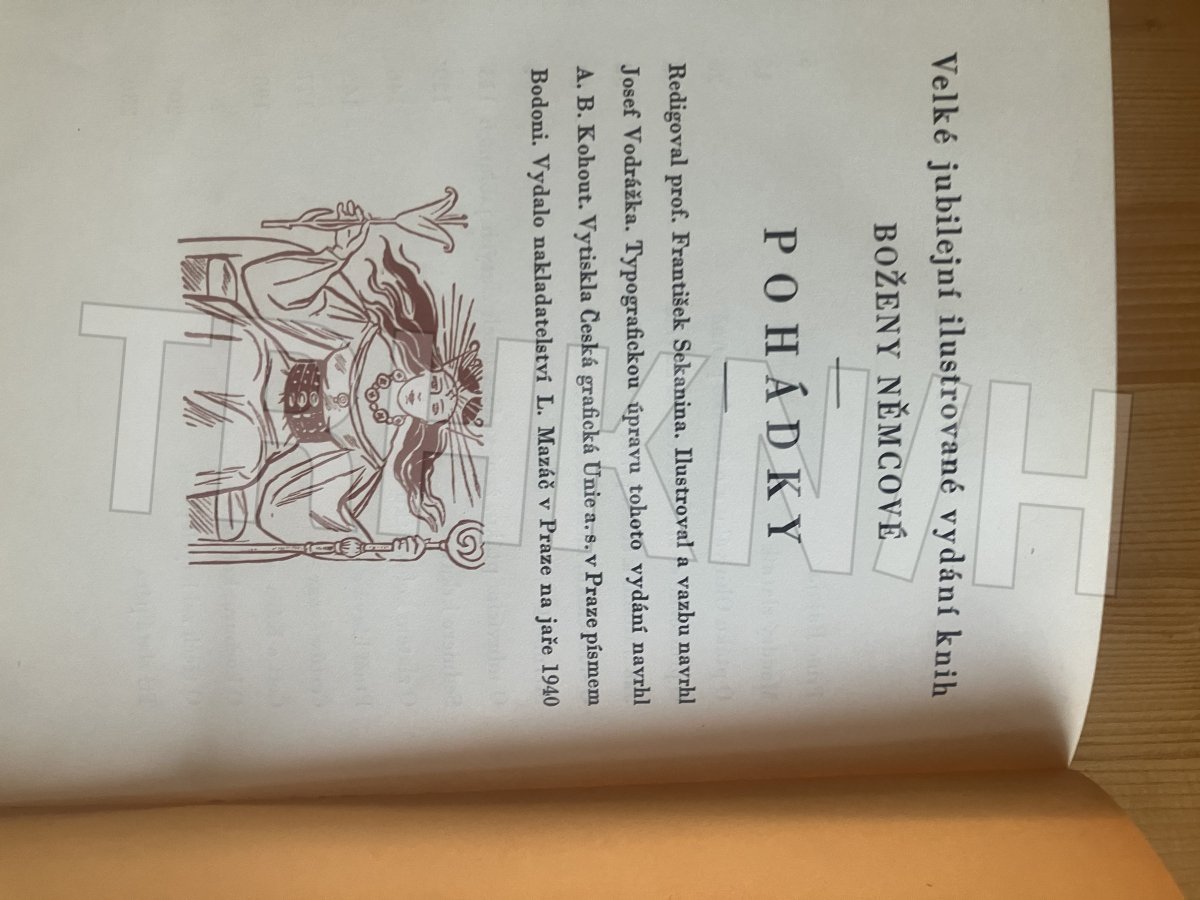 Velké jubilejní ilustrované vydání knih
BOŽENY NĚMCOVÉ
POHÁDKY
Redigoval prof. František Sekanina. Ilustroval a vazbu navrhl
Josef Vodrážka. Typografickou úpravu tohoto vydání navrhl
A. B. Kohout. Vytiskla Česká grafická Unie a. s. v Praze písmem
Bodoni. Vydalo nakladatelství L. Mazáč v Praze na jaře 1940